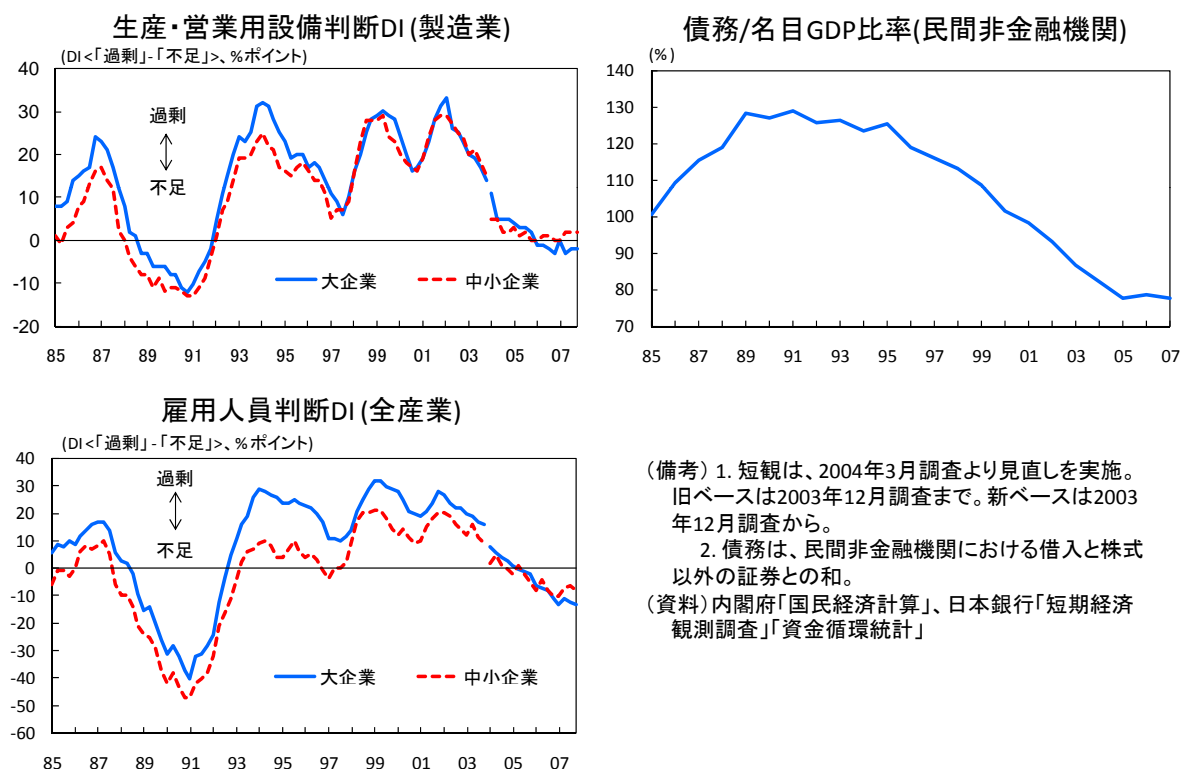 生産・営業用設備判断DI (製造業)
(DI<「過剰」-「不足」>、%ポイント)
40
30
20
10
0
-10
-20
過剰
不足
大企業
中小企業
85 87 89 91 93 95 97 99 01 03 05 07
債務/名目GDP比率(民間非金融機関)
(%)
140
130
120
110
100
90
80
70
85 87 89 91 93 95 97 99 01 03 05 07
雇用人員判断DI (全産業)
(DI<「過剰」-「不足」>、%ポイント)
40
30
20
10
0
-10
-20
-30
-40
-50
-60
過剰
不足
大企業
中小企業
85 87 89 91 93 95 97 99 01 03 05 07
(備考) 1. 短観は、2004年3月調査より見直しを実施。
旧ベースは2003年12月調査まで。新ベースは2003
年12月調査から。
2. 債務は、民間非金融機関における借入と株式
以外の証券との和。
(資料)内閣府「国民経済計算」、日本銀行「短期経済
観測調査」「資金循環統計」